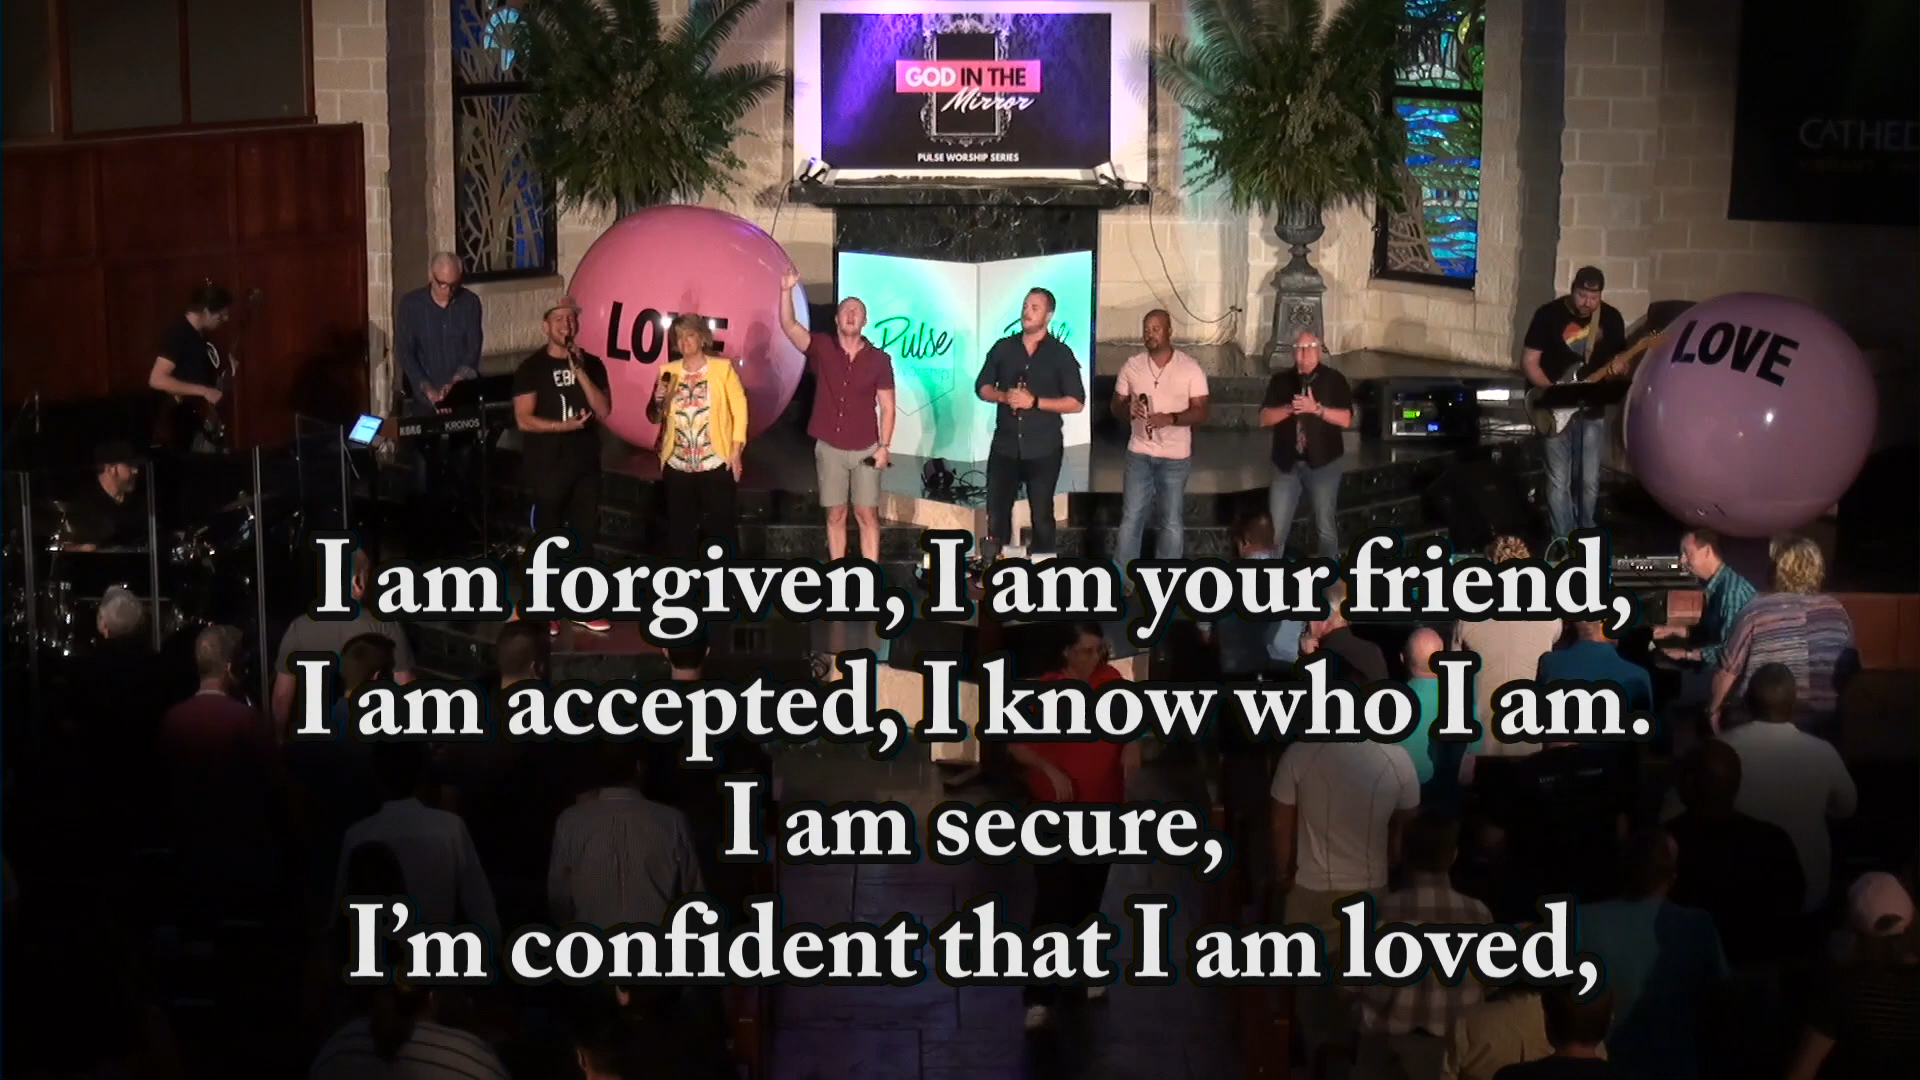 GOD IN THE
Mirror
PULSE WORSHIP SERIES
LOVE
Pulse
LOVE
KORG
KRONOS
I am forgiven, I am your friend,
I am accepted, I know who I am.
I am secure,
I'm confident that I am loved,